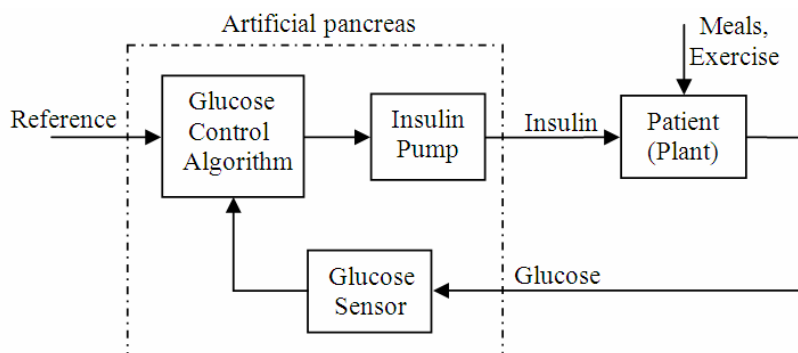 Artificial pancreas
Meals,
Exercise
Reference
Glucose
Control
Algorithm
Insulin
Pump
Insulin
Patient
(Plant)
Glucose
Sensor
Glucose